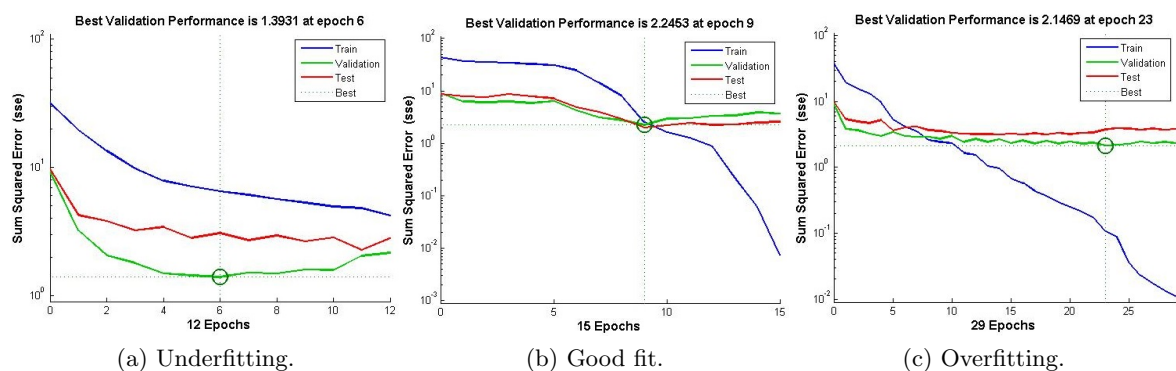 Best Validation Performance is 1.3931 at epoch 6
Sum Squared Error (sse)
10^2
10^1
10^0
Train
Validation
Test
Best
0 2 4 6 8 10 12
12 Epochs
(a) Underfitting.
Best Validation Performance is 2.2453 at epoch 9
Sum Squared Error (sse)
10^2
10^1
10^0
10^-1
10^-2
10^-3
Train
Validation
Test
Best
0 5 10 15
15 Epochs
(b) Good fit.
Best Validation Performance is 2.1469 at epoch 23
Sum Squared Error (sse)
10^2
10^1
10^0
10^-1
10^-2
Train
Validation
Test
Best
0 5 10 15 20 25
29 Epochs
(c) Overfitting.